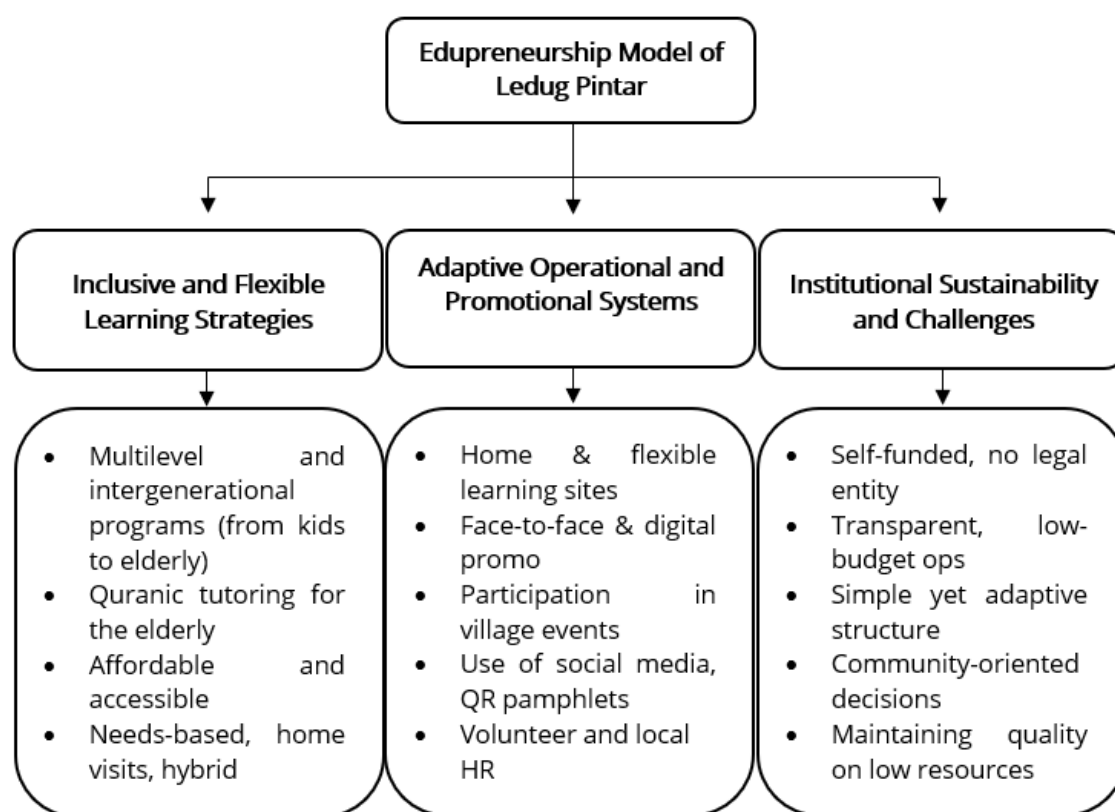 Edupreneurship Model of
Ledug Pintar
Inclusive and Flexible
Learning Strategies
Adaptive Operational and
Promotional Systems
Institutional Sustainability
and Challenges
• Multilevel and
intergenerational
programs (from kids
to elderly)
• Quranic tutoring for
the elderly
• Affordable and
accessible
• Needs-based, home
visits, hybrid
• Home & flexible
learning sites
• Face-to-face & digital
promo
• Participation in
village events
• Use of social media,
QR pamphlets
• Volunteer and local
HR
• Self-funded, no legal
entity
• Transparent, low-
budget ops
• Simple yet adaptive
structure
• Community-oriented
decisions
• Maintaining quality
on low resources